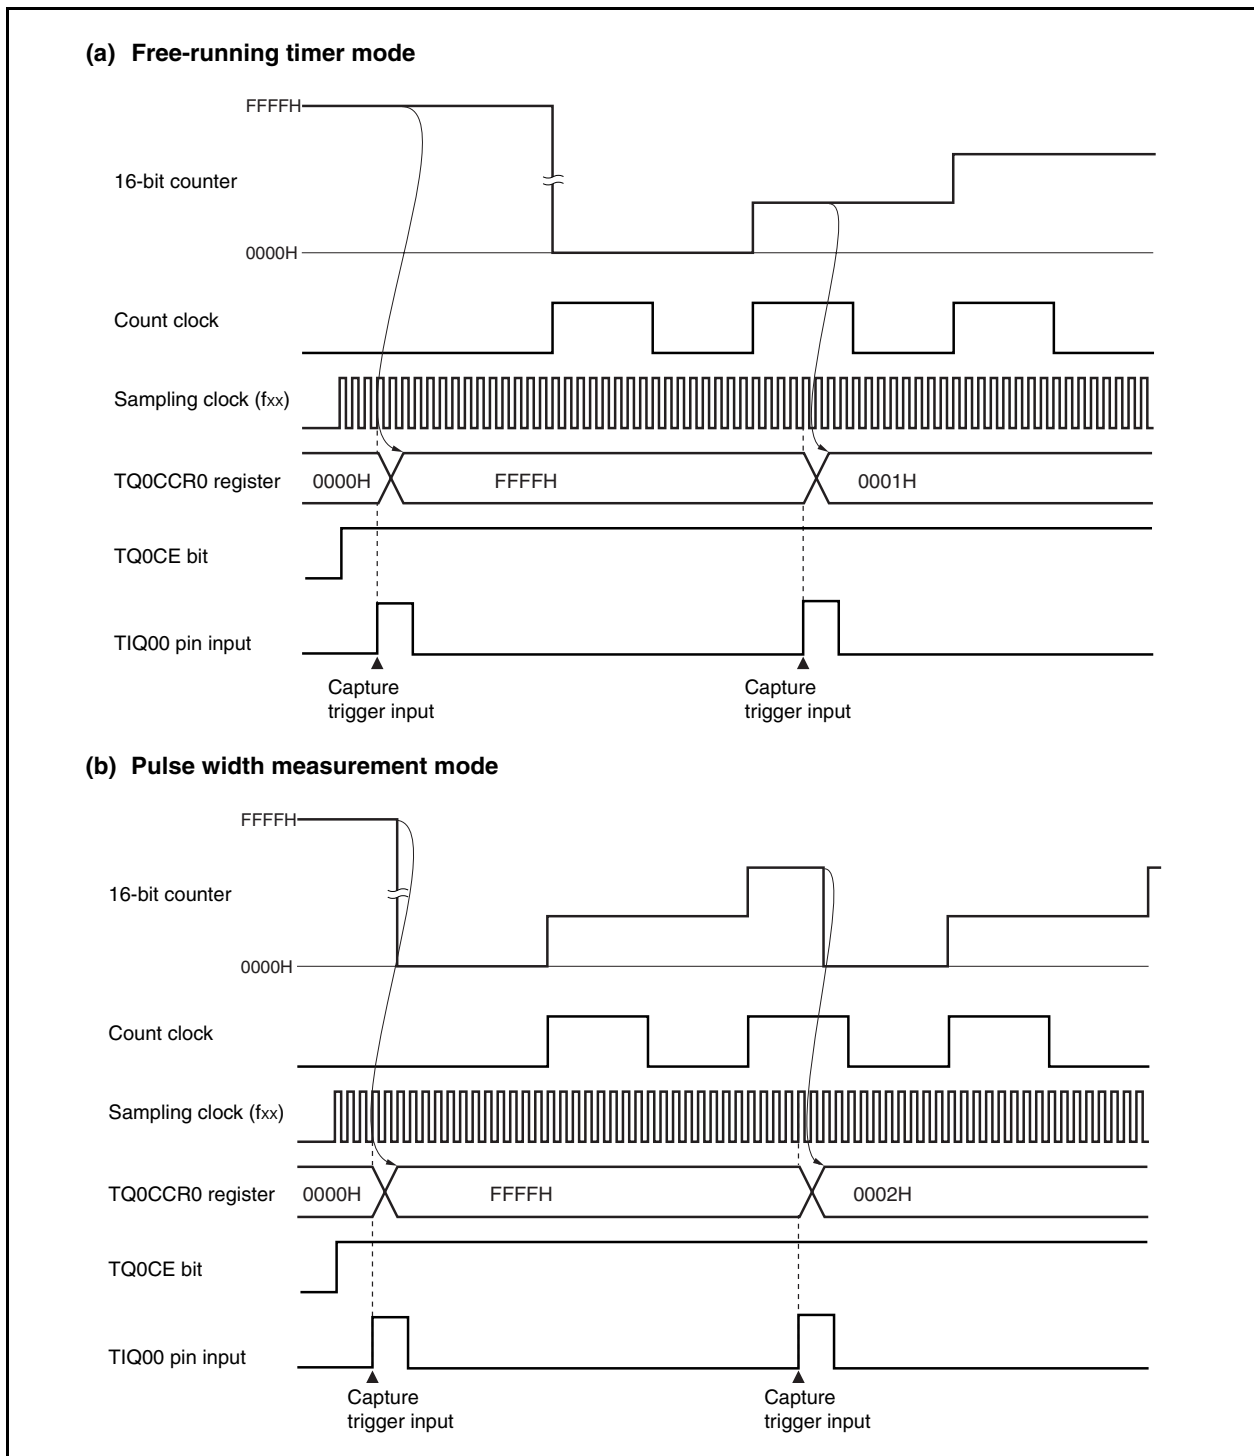 (a) Free-running timer mode
FFFFH
16-bit counter
0000H
Count clock
Sampling clock (fxx)
TQ0CCR0 register
0000H
FFFFH
0001H
TQ0CE bit
TIQ00 pin input
Capture
trigger input
Capture
trigger input
(b) Pulse width measurement mode
FFFFH
16-bit counter
0000H
Count clock
Sampling clock (fxx)
TQ0CCR0 register
0000H
FFFFH
0002H
TQ0CE bit
TIQ00 pin input
Capture
trigger input
Capture
trigger input